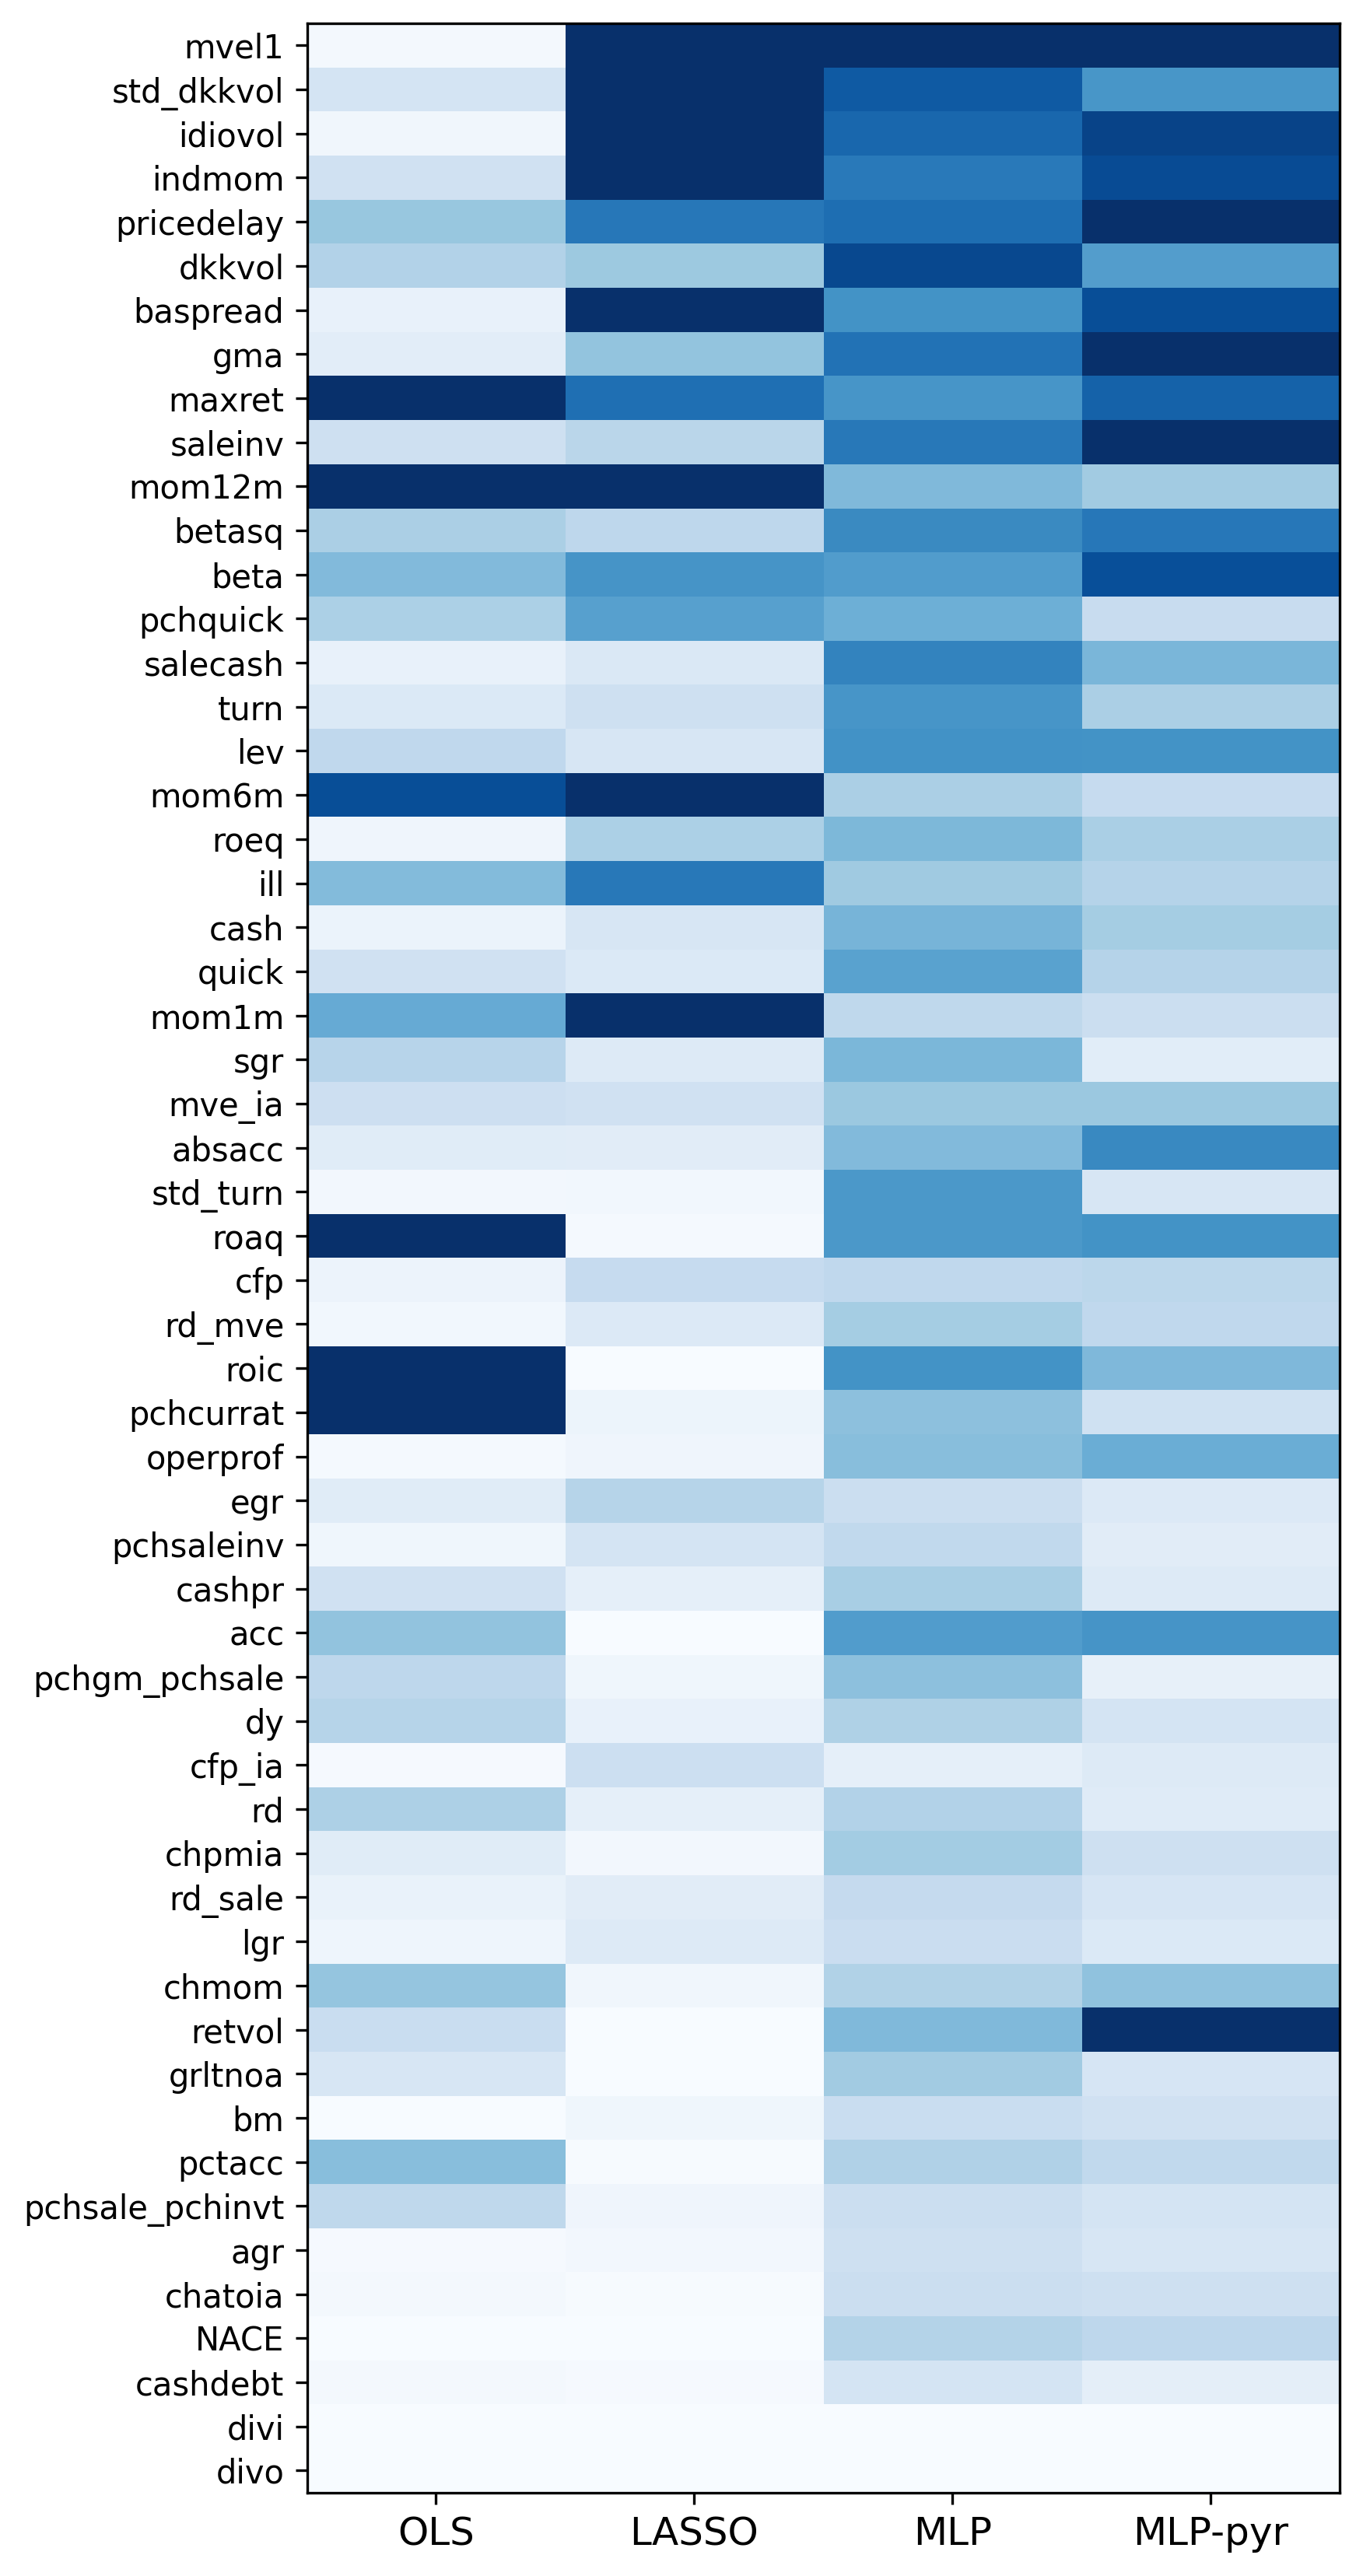 mvel1
std_dkkvol
idiovol
indmom
pricedelay
dkkvol
baspread
gma
maxret
saleinv
mom12m
betasq
beta
pchquick
salecash
turn
lev
mom6m
roeq
ill
cash
quick
mom1m
sgr
mve_ia
absacc
std_turn
roaq
cfp
rd_mve
roic
pchcurrat
operprof
egr
pchsaleinv
cashpr
acc
pchgm_pchsale
dy
cfp_ia
rd
chpmia
rd_sale
lgr
chmom
retvol
grltnoa
bm
pctacc
pchsale_pchinvt
agr
chatoia
NACE
cashdebt
divi
divo
OLS LASSO MLP MLP-pyr